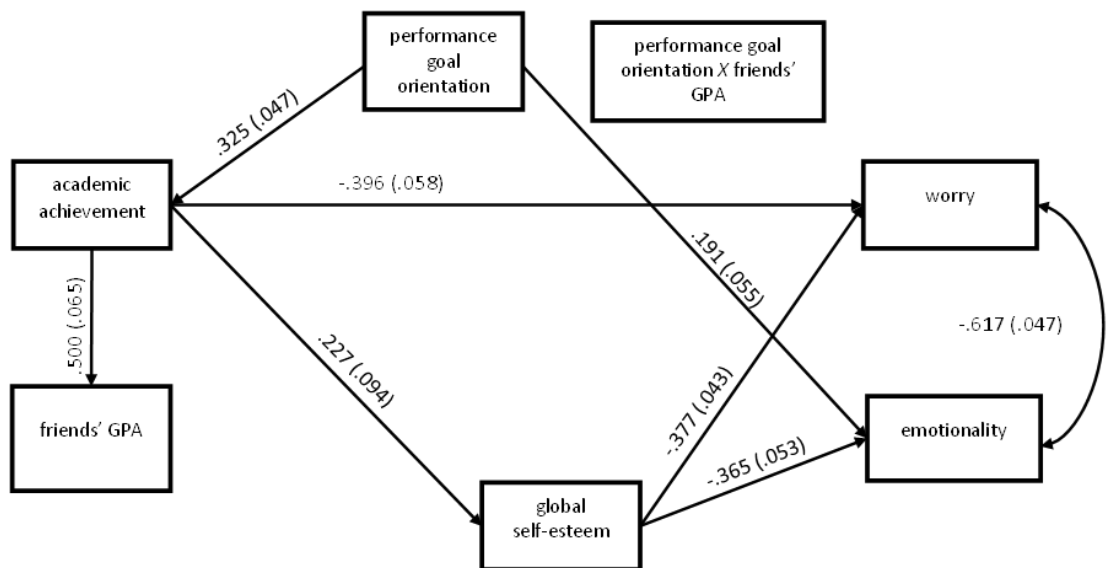 performance
goal
orientation
performance goal
orientation X friends'
GPA
.325 (.047)
academic
achievement
-.396 (.058)
worry
.191 (.055)
.500 (.065)
-.617 (.047)
.227 (.094)
-.377 (.043)
friends' GPA
emotionality
-.365 (.053)
global
self-esteem